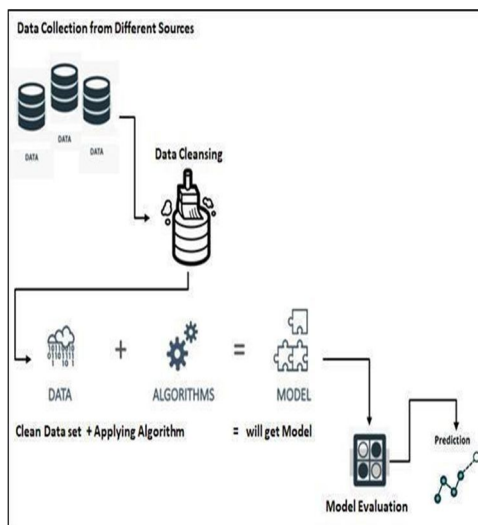 Data Collection from Different Sources
DATA
DATA
DATA
Data Cleansing
DATA + ALGORITHMS = MODEL
Clean Data set + Applying Algorithm = will get Model
Prediction
Model Evaluation